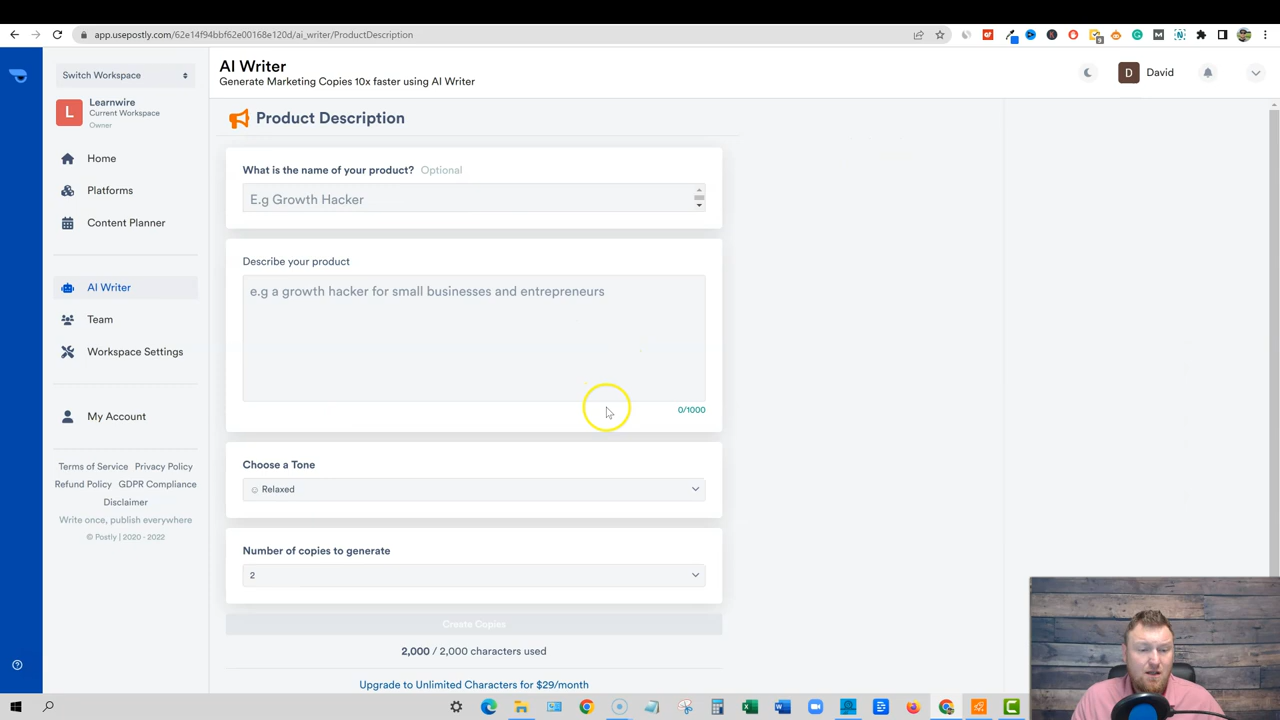 app.usepostly.com/62e14f94bbf62e00168e120d/ai_writer/ProductDescription
Switch Workspace
L
Learnwire
Current Workspace
Owner
Home
Platforms
Content Planner
AI Writer
Team
Workspace Settings
My Account
Terms of Service Privacy Policy
Refund Policy GDPR Compliance
Disclaimer
Write once, publish everywhere
© Postly | 2020 - 2022
AI Writer
Generate Marketing Copies 10x faster using AI Writer
D David
Product Description
What is the name of your product? Optional
E.g Growth Hacker
Describe your product
e.g a growth hacker for small businesses and entrepreneurs
0/1000
Choose a Tone
Relaxed
Number of copies to generate
2
Create Copies
2,000 / 2,000 characters used
Upgrade to Unlimited Characters for $29/month